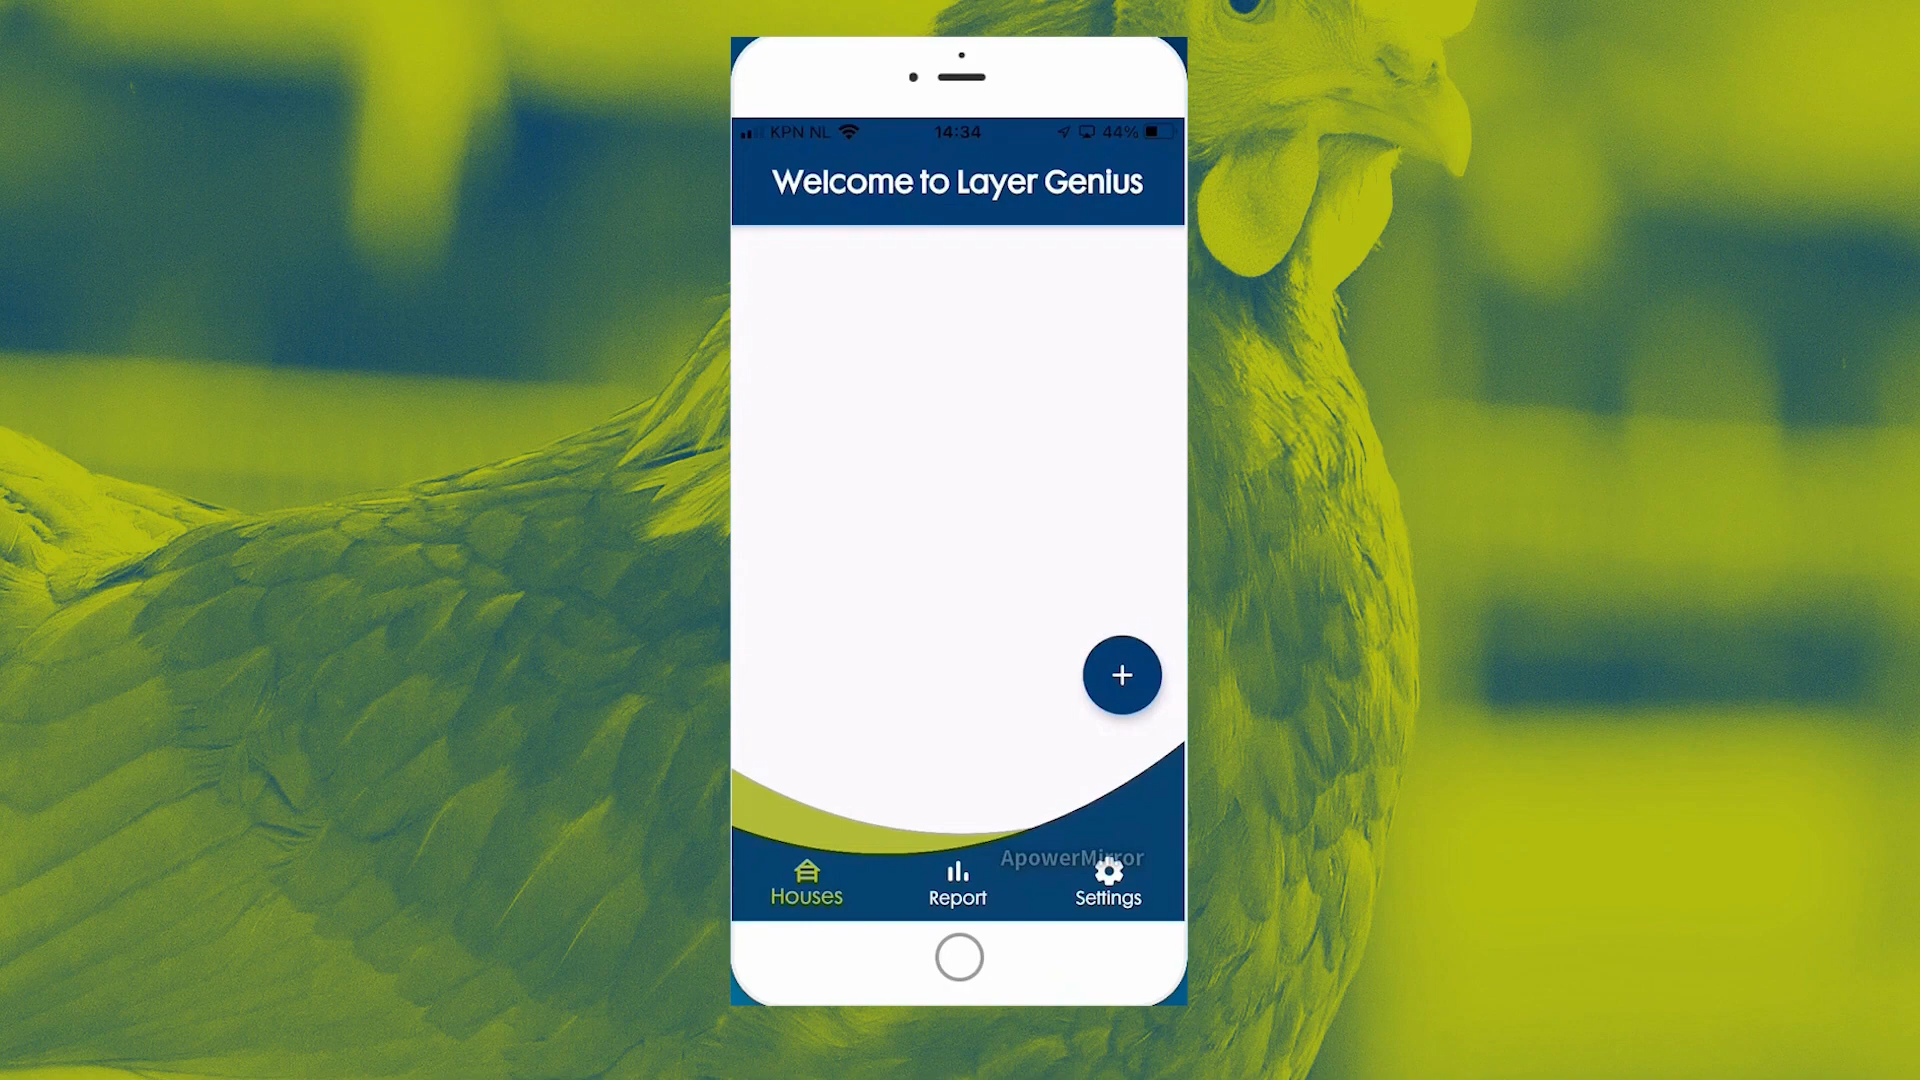 KPN NL 14:34 44%
Welcome to Layer Genius
ApowerMirror
Houses Report Settings